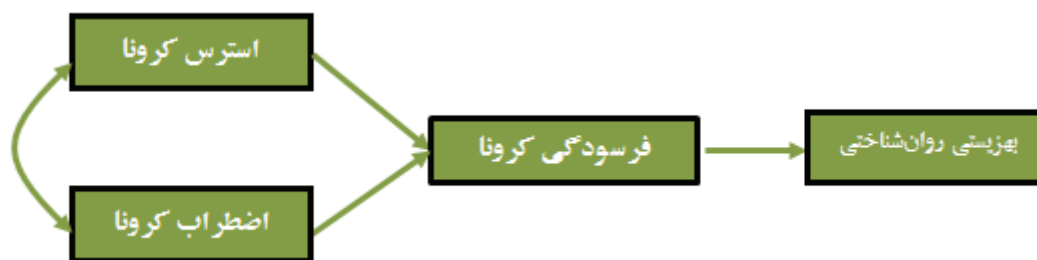 استرس کرونا
فرسودگی کرونا
بهزیستی روان‌شناختی
اضطراب کرونا